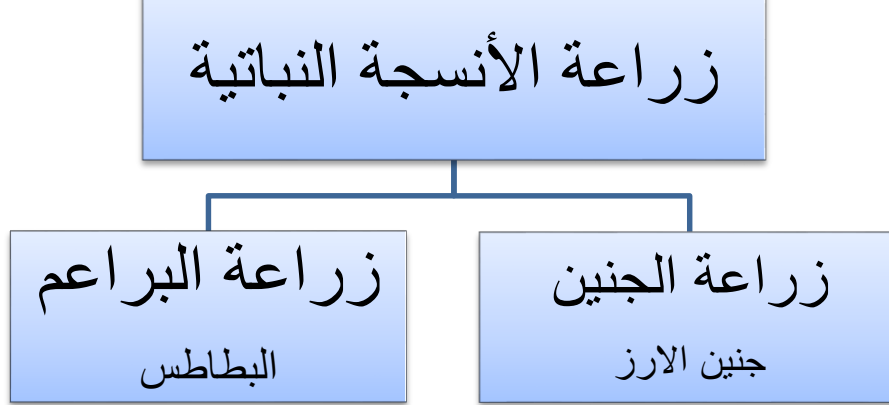 زراعة الأنسجة النباتية
زراعة الجنين
جنين الارز
زراعة البراعم
البطاطس